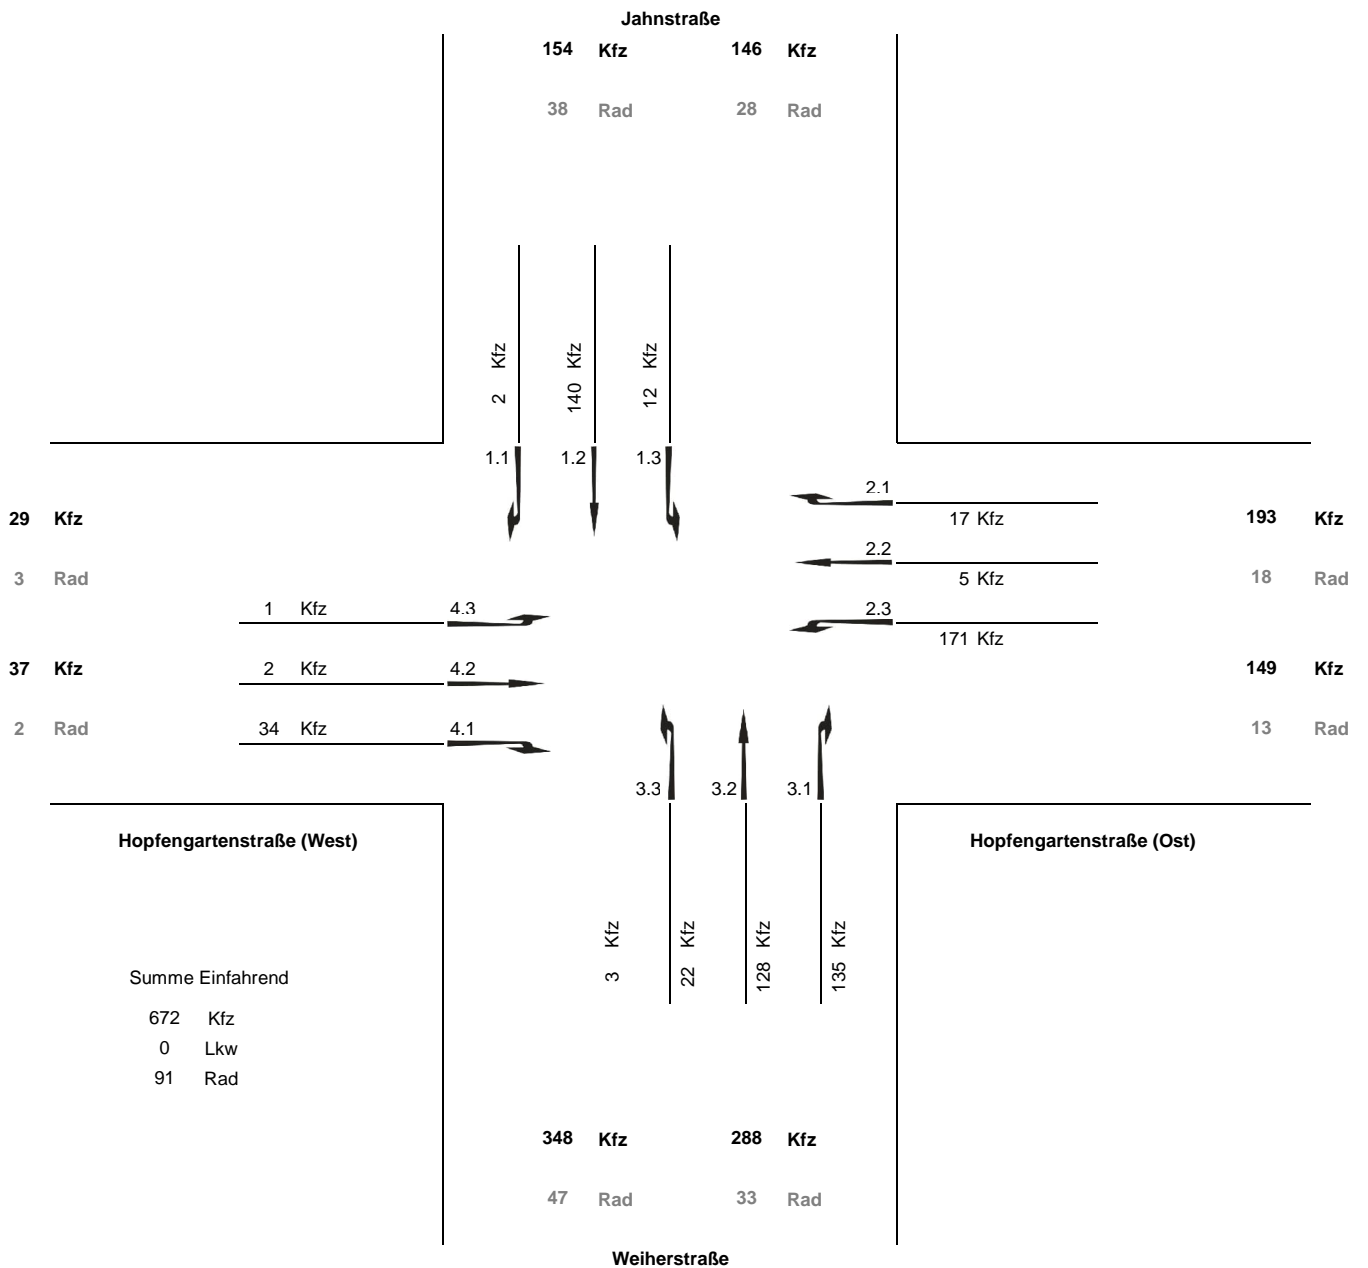 Jahnstraße
154 Kfz 146 Kfz
38 Rad 28 Rad
2 Kfz
140 Kfz
12 Kfz
1.1 1.2 1.3
2.1
29 Kfz
17 Kfz
193 Kfz
2.2
3 Rad
5 Kfz
18 Rad
1 Kfz 4.3
2.3
171 Kfz
37 Kfz
2 Kfz 4.2
149 Kfz
2 Rad
34 Kfz 4.1
13 Rad
3.3 3.2 3.1
Hopfengartenstraße (West)
Hopfengartenstraße (Ost)
3 Kfz
22 Kfz
128 Kfz
135 Kfz
Summe Einfahrend
672 Kfz
0 Lkw
91 Rad
348 Kfz 288 Kfz
47 Rad 33 Rad
Weiherstraße